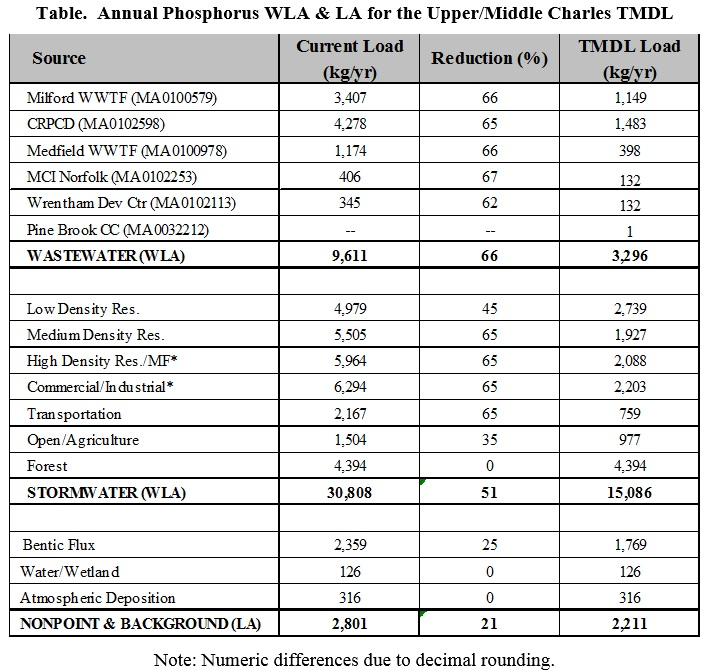 Table. Annual Phosphorus WLA & LA for the Upper/Middle Charles TMDL
Source Current Load (kg/yr) Reduction (%) TMDL Load (kg/yr)
Milford WWTF (MA0100579) 3,407 66 1,149
CRPCD (MA0102598) 4,278 65 1,483
Medfield WWTF (MA0100978) 1,174 66 398
MCI Norfolk (MA0102253) 406 67 132
Wrentham Dev Ctr (MA0102113) 345 62 132
Pine Brook CC (MA0032212) -- -- 1
WASTEWATER (WLA) 9,611 66 3,296
Low Density Res. 4,979 45 2,739
Medium Density Res. 5,505 65 1,927
High Density Res./MF* 5,964 65 2,088
Commercial/Industrial* 6,294 65 2,203
Transportation 2,167 65 759
Open/Agriculture 1,504 35 977
Forest 4,394 0 4,394
STORMWATER (WLA) 30,808 51 15,086
Bentic Flux 2,359 25 1,769
Water/Wetland 126 0 126
Atmospheric Deposition 316 0 316
NONPOINT & BACKGROUND (LA) 2,801 21 2,211
Note: Numeric differences due to decimal rounding.